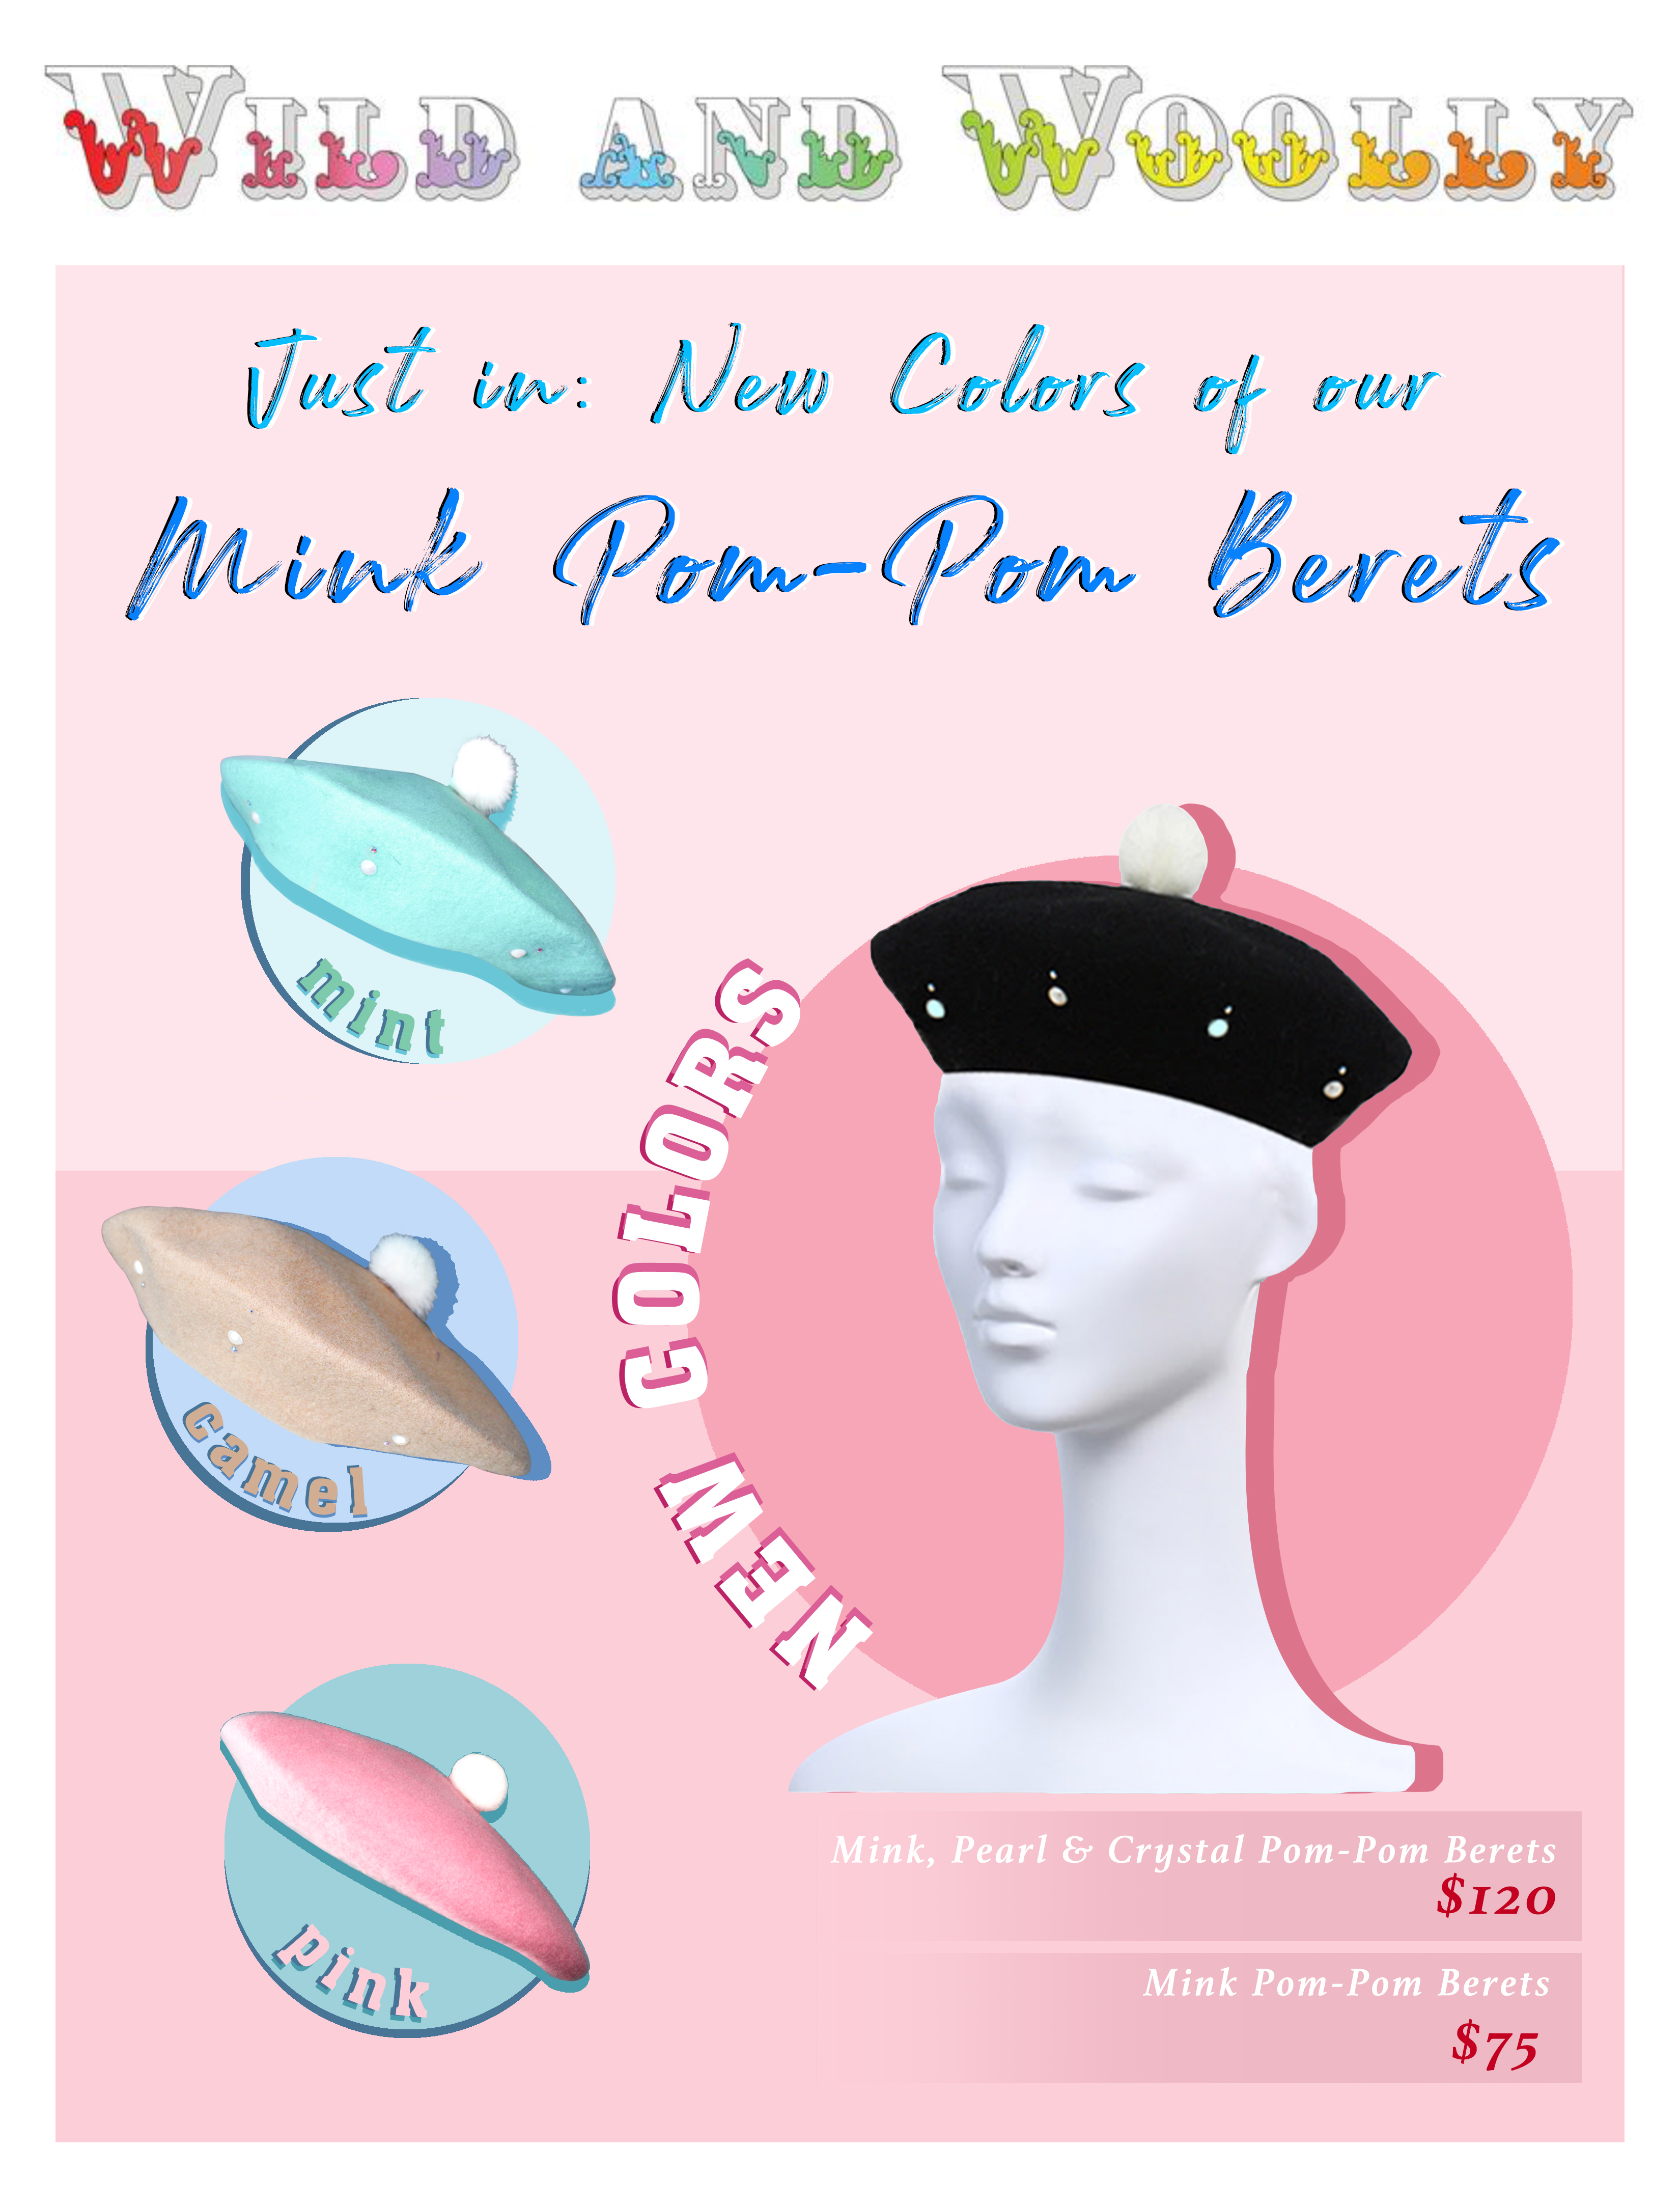 WILD AND WOOLLY
Just in: New Colors of our
Mink Pom-Pom Berets
mint
NEW COLORS
camel
pink
Mink, Pearl & Crystal Pom-Pom Berets
$120
Mink Pom-Pom Berets
$75